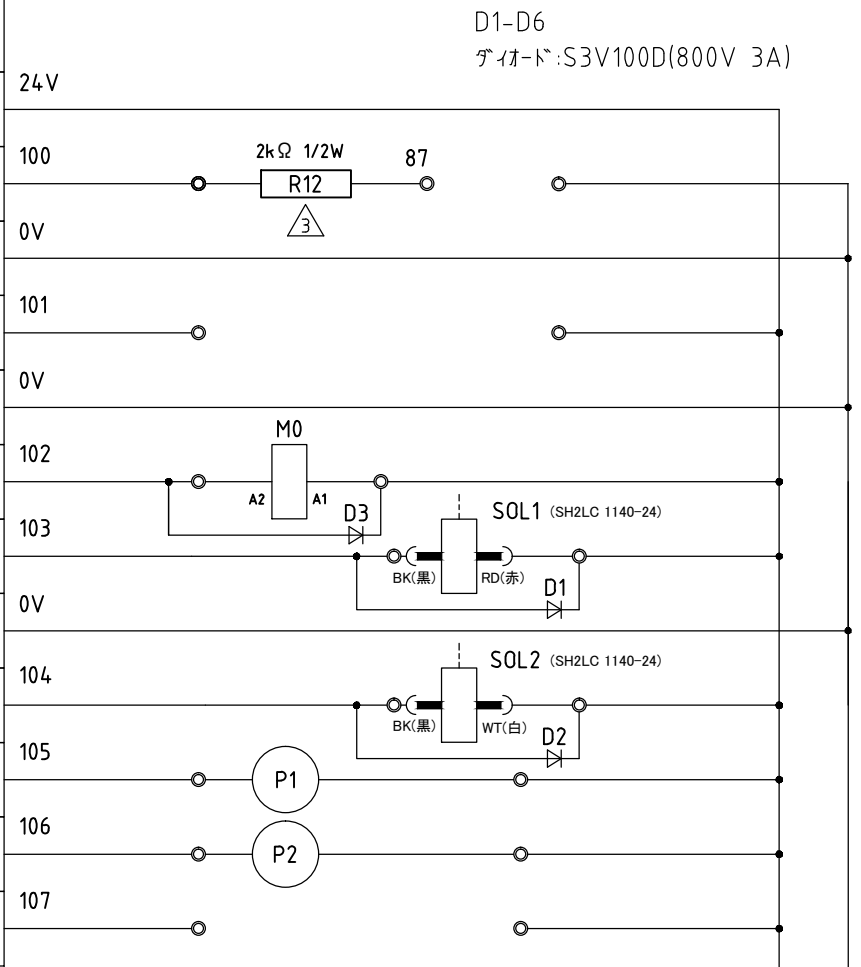 D1-D6
ダイオード:S3V100D(800V 3A)
24V
100
2kΩ 1/2W
87
R12
3
0V
101
0V
M0
102
A2
A1
D3
SOL1 (SH2LC 1140-24)
103
BK(黒)
RD(赤)
D1
0V
SOL2 (SH2LC 1140-24)
104
BK(黒)
WT(白)
D2
105
P1
106
P2
107